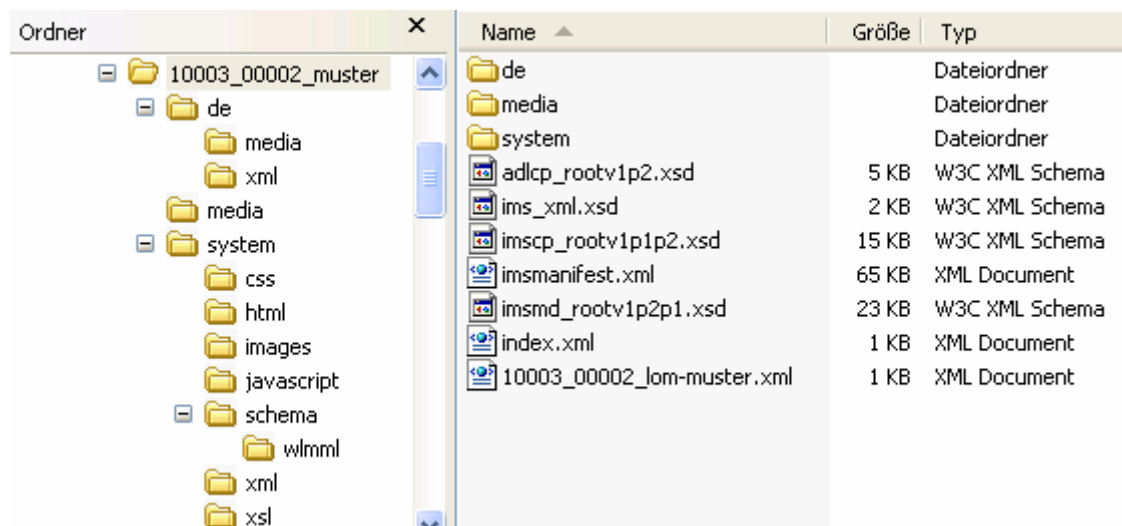 Ordner
10003_00002_muster
de
media
xml
media
system
css
html
images
javascript
schema
wlmml
xml
xsl
Name Größe Typ
de Dateiordner
media Dateiordner
system Dateiordner
adlcp_rootv1p2.xsd 5 KB W3C XML Schema
ims_xml.xsd 2 KB W3C XML Schema
imscp_rootv1p1p2.xsd 15 KB W3C XML Schema
imsmanifest.xml 65 KB XML Document
imsmd_rootv1p2p1.xsd 23 KB W3C XML Schema
index.xml 1 KB XML Document
10003_00002_lom-muster.xml 1 KB XML Document